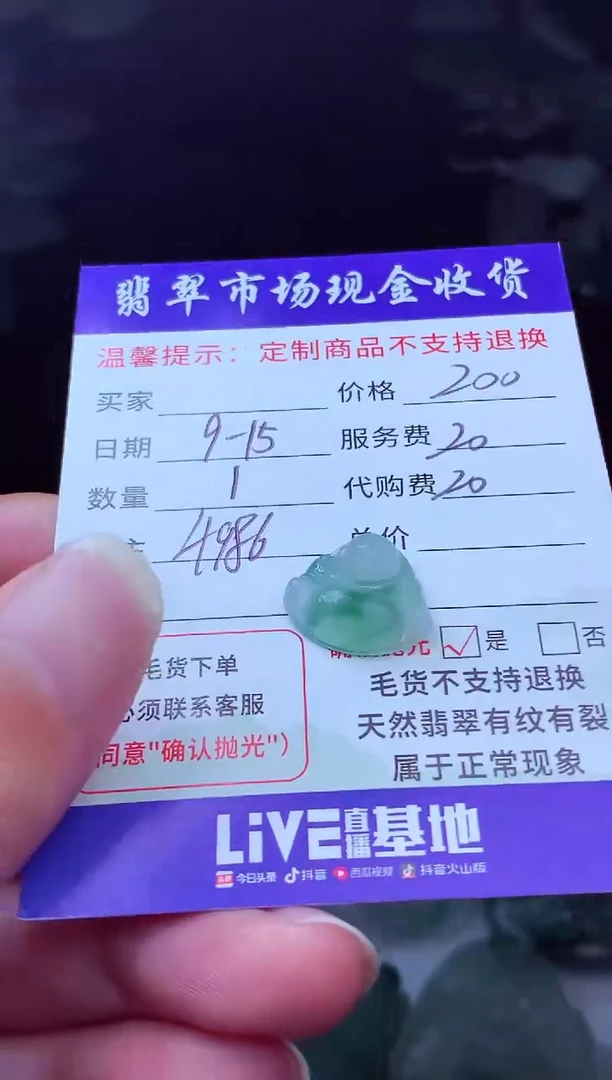 翡翠市场现金收货
温馨提示：定制商品不支持退换
买家 价格 200
日期 9-15 服务费 20
数量 1 代购费 20
4986 单价
是 否
毛货下单 毛货不支持退换
必须联系客服 天然翡翠有纹有裂
同意"确认抛光"） 属于正常现象
LiVE直播基地
头条 今日头条 抖音 西瓜视频 抖音火山版